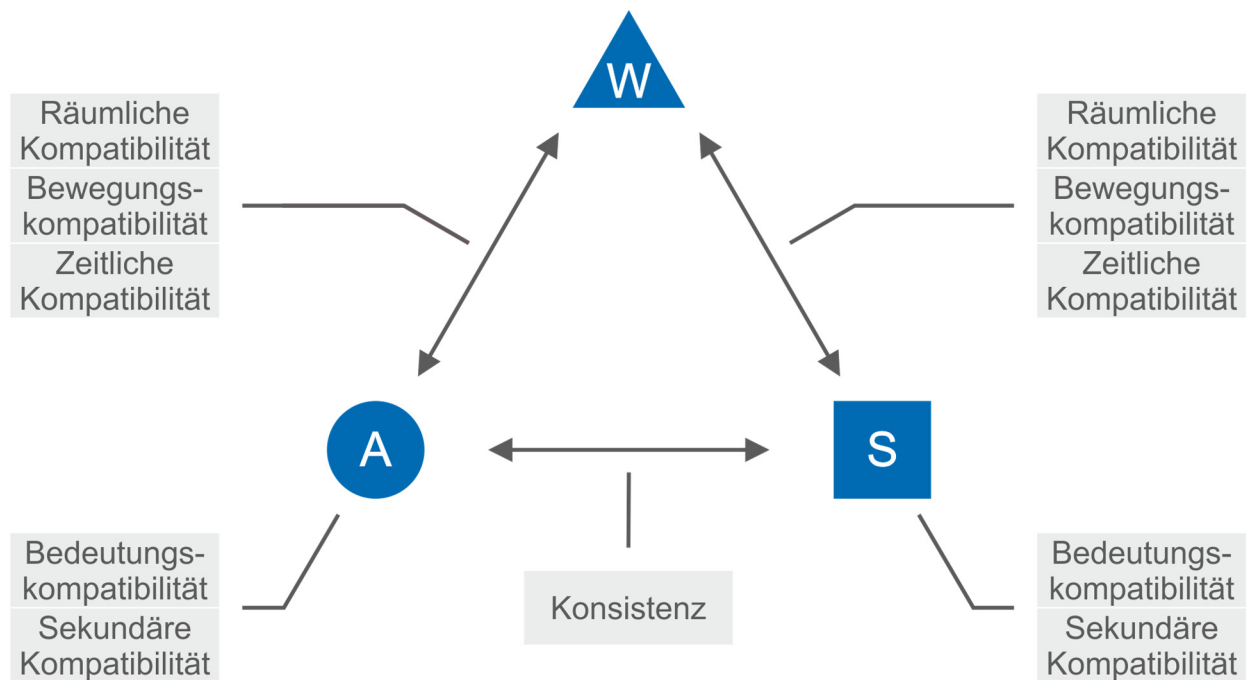 W
Räumliche
Kompatibilität
Bewegungs-
kompatibilität
Zeitliche
Kompatibilität
Räumliche
Kompatibilität
Bewegungs-
kompatibilität
Zeitliche
Kompatibilität
A
S
Bedeutungs-
kompatibilität
Sekundäre
Kompatibilität
Konsistenz
Bedeutungs-
kompatibilität
Sekundäre
Kompatibilität